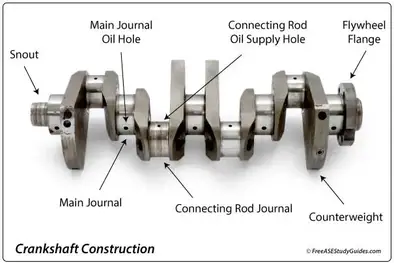 Main Journal
Oil Hole
Connecting Rod
Oil Supply Hole
Flywheel
Flange
Snout
Main Journal
Connecting Rod Journal
Counterweight
Crankshaft Construction
© FreeASEStudyGuides.com